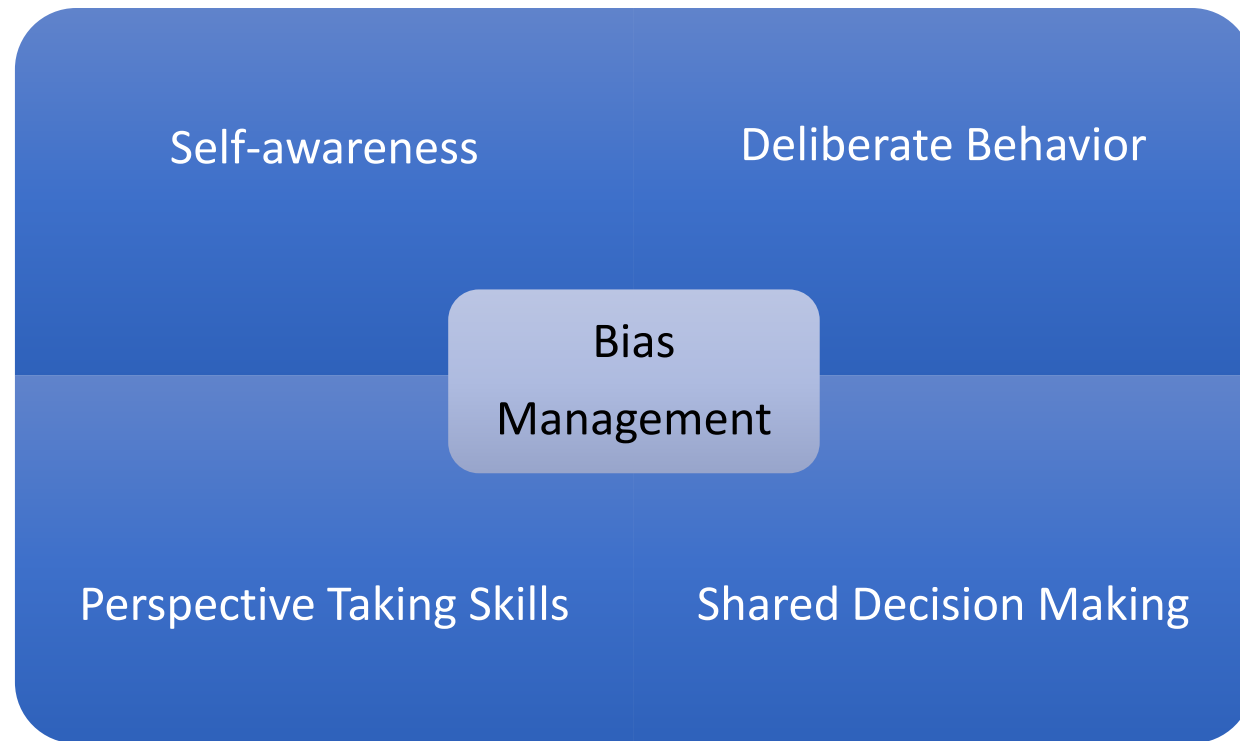 Self-awareness
Deliberate Behavior
Bias
Management
Perspective Taking Skills
Shared Decision Making